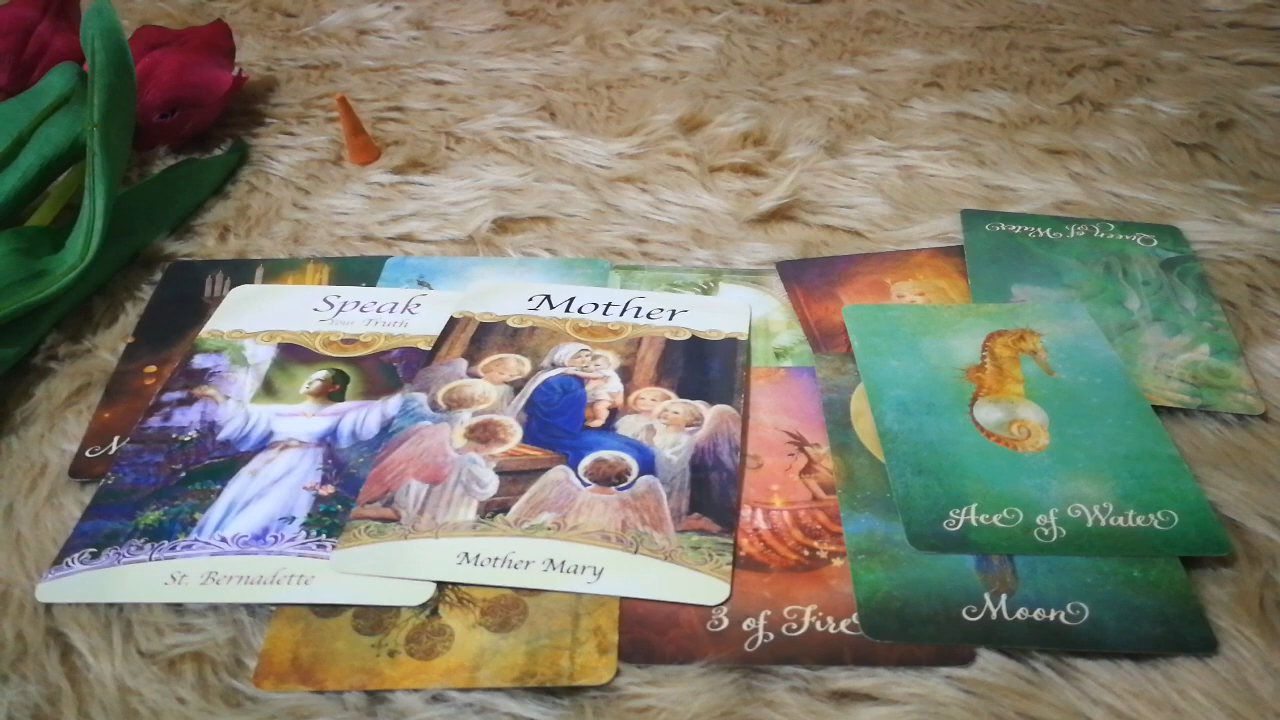 Queen of Water
Speak
Your Truth
Mother
N
Ace of Water
St. Bernadette
Mother Mary
3 of Fire
Moon